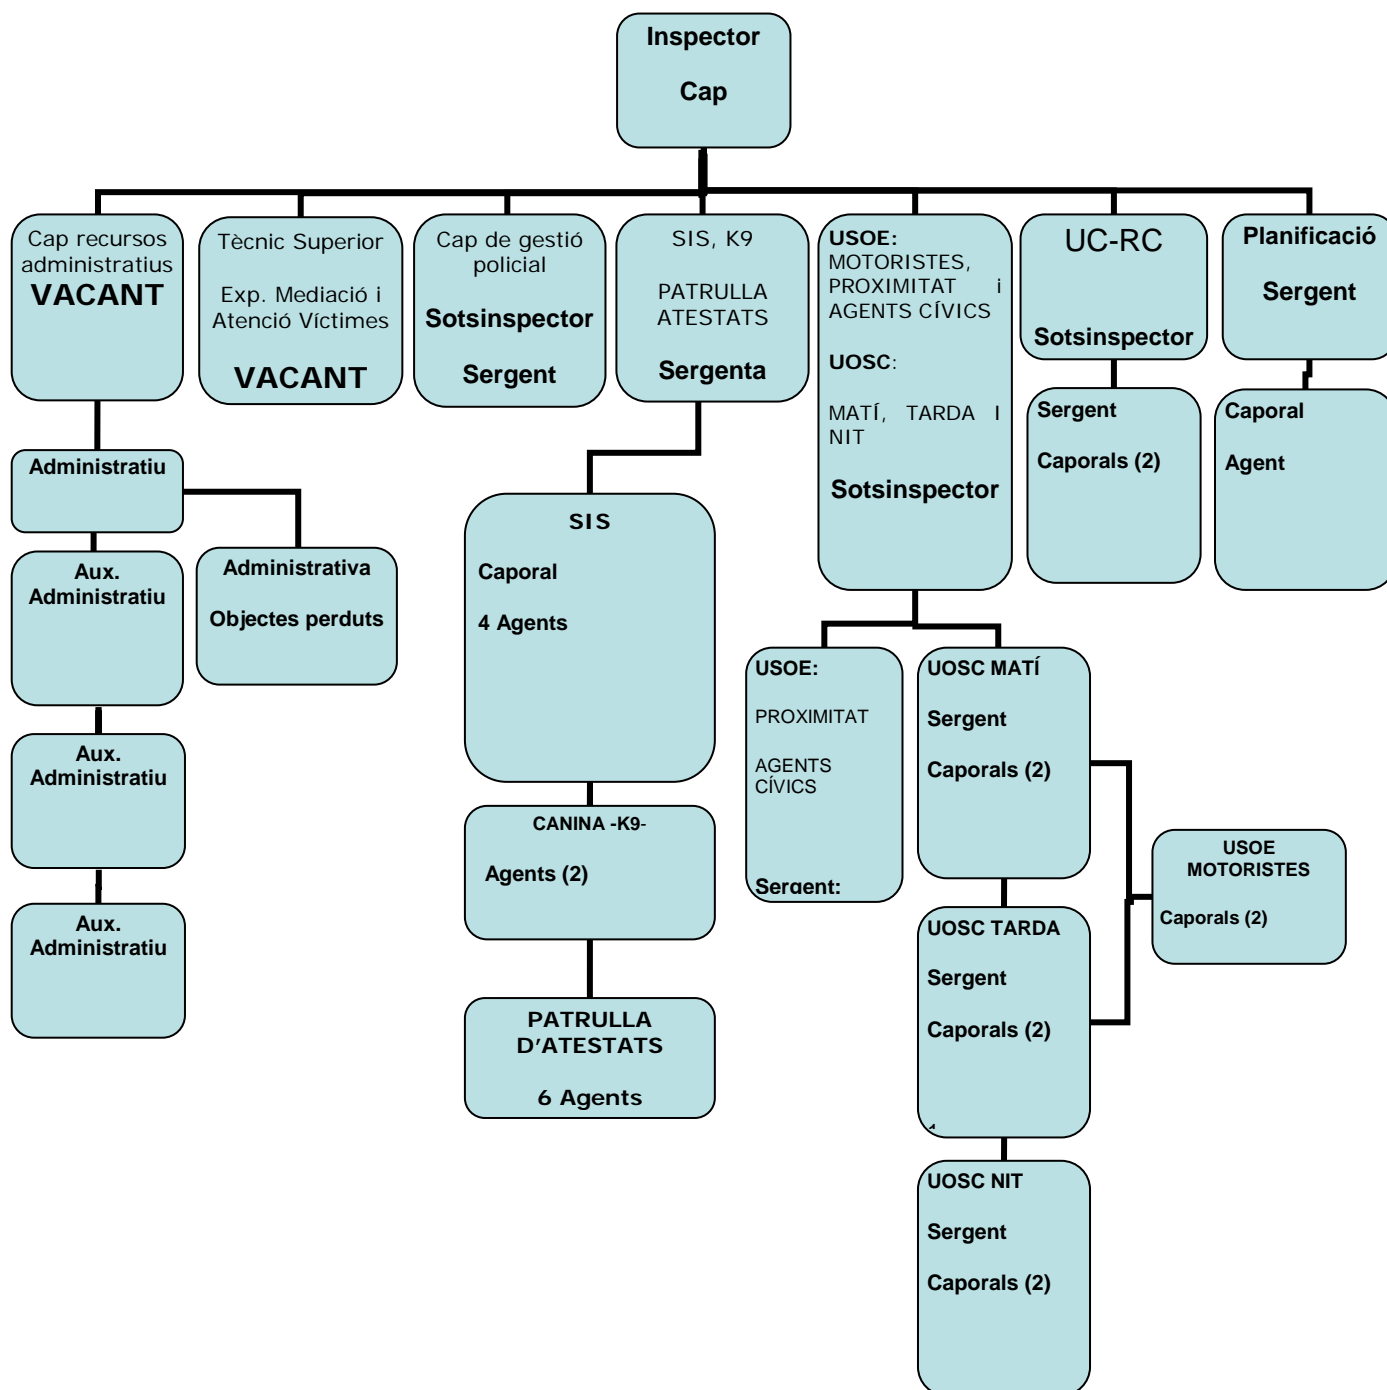 Inspector
Cap
Cap recursos
administratius
VACANT
Tècnic Superior
Exp. Mediació i
Atenció Víctimes
VACANT
Cap de gestió
policial
Sotsinspector
Sergent
SIS, K9
PATRULLA
ATESTATS
Sergenta
USOE:
MOTORISTES,
PROXIMITAT i
AGENTS CÍVICS
UOSC:
MATÍ, TARDA I
NIT
Sotsinspector
UC-RC
Sotsinspector
Planificació
Sergent
Sergent
Caporals (2)
Caporal
Agent
Administratiu
Aux.
Administratiu
Administrativa
Objectes perduts
Aux.
Administratiu
Aux.
Administratiu
SIS
Caporal
4 Agents
CANINA -K9-
Agents (2)
PATRULLA
D'ATESTATS
6 Agents
USOE:
PROXIMITAT
AGENTS
CÍVICS
Sergent:
UOSC MATÍ
Sergent
Caporals (2)
USOE
MOTORISTES
Caporals (2)
UOSC TARDA
Sergent
Caporals (2)
UOSC NIT
Sergent
Caporals (2)